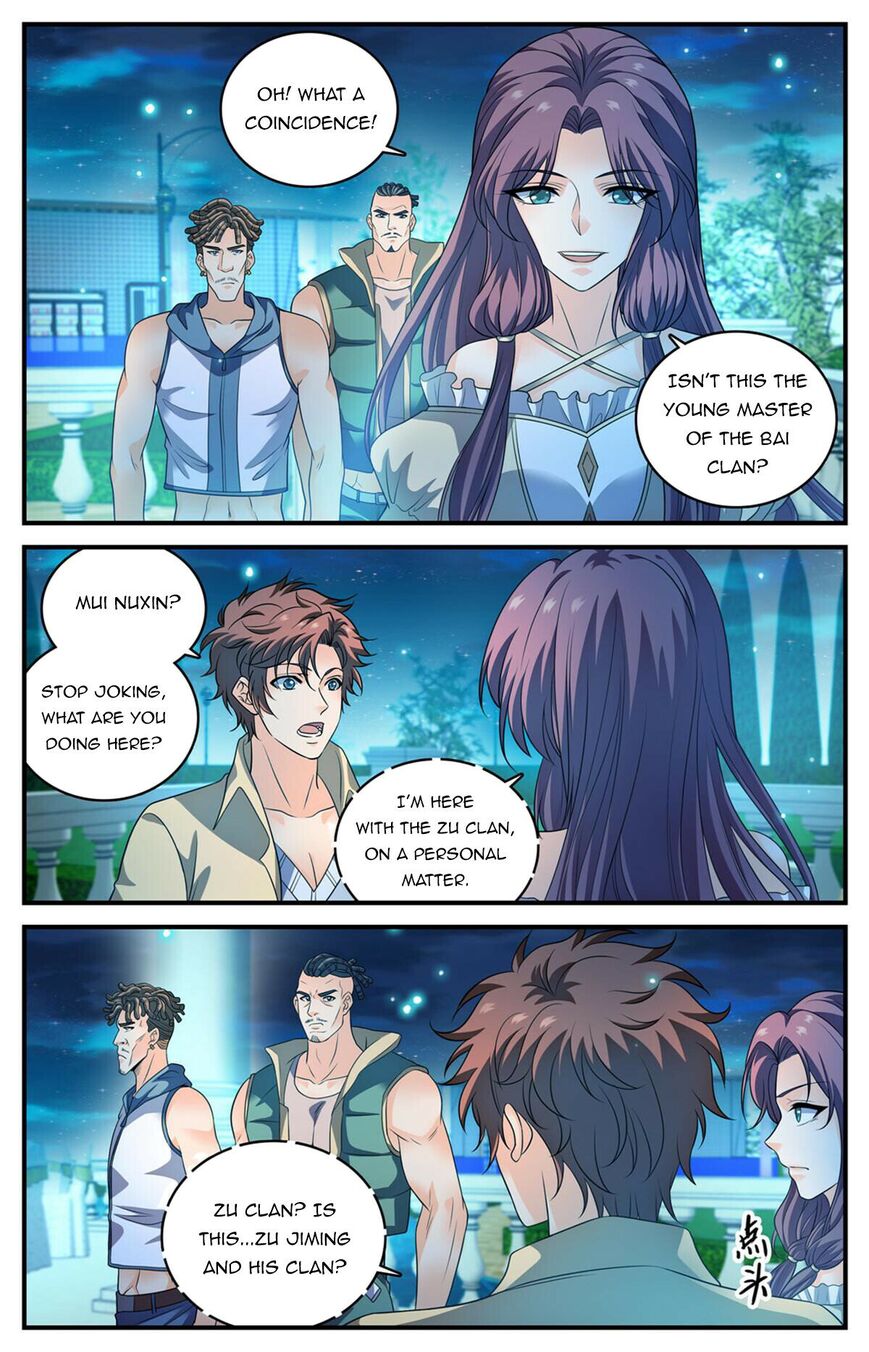 OH! WHAT A
COINCIDENCE!
ISN'T THIS THE
YOUNG MASTER
OF THE BAI
CLAN?
MUI NUXIN?
STOP JOKING,
WHAT ARE YOU
DOING HERE?
I'M HERE
WITH THE ZU CLAN,
ON A PERSONAL
MATTER.
ZU CLAN? IS
THIS...ZU JIMING
AND HIS CLAN?
点头